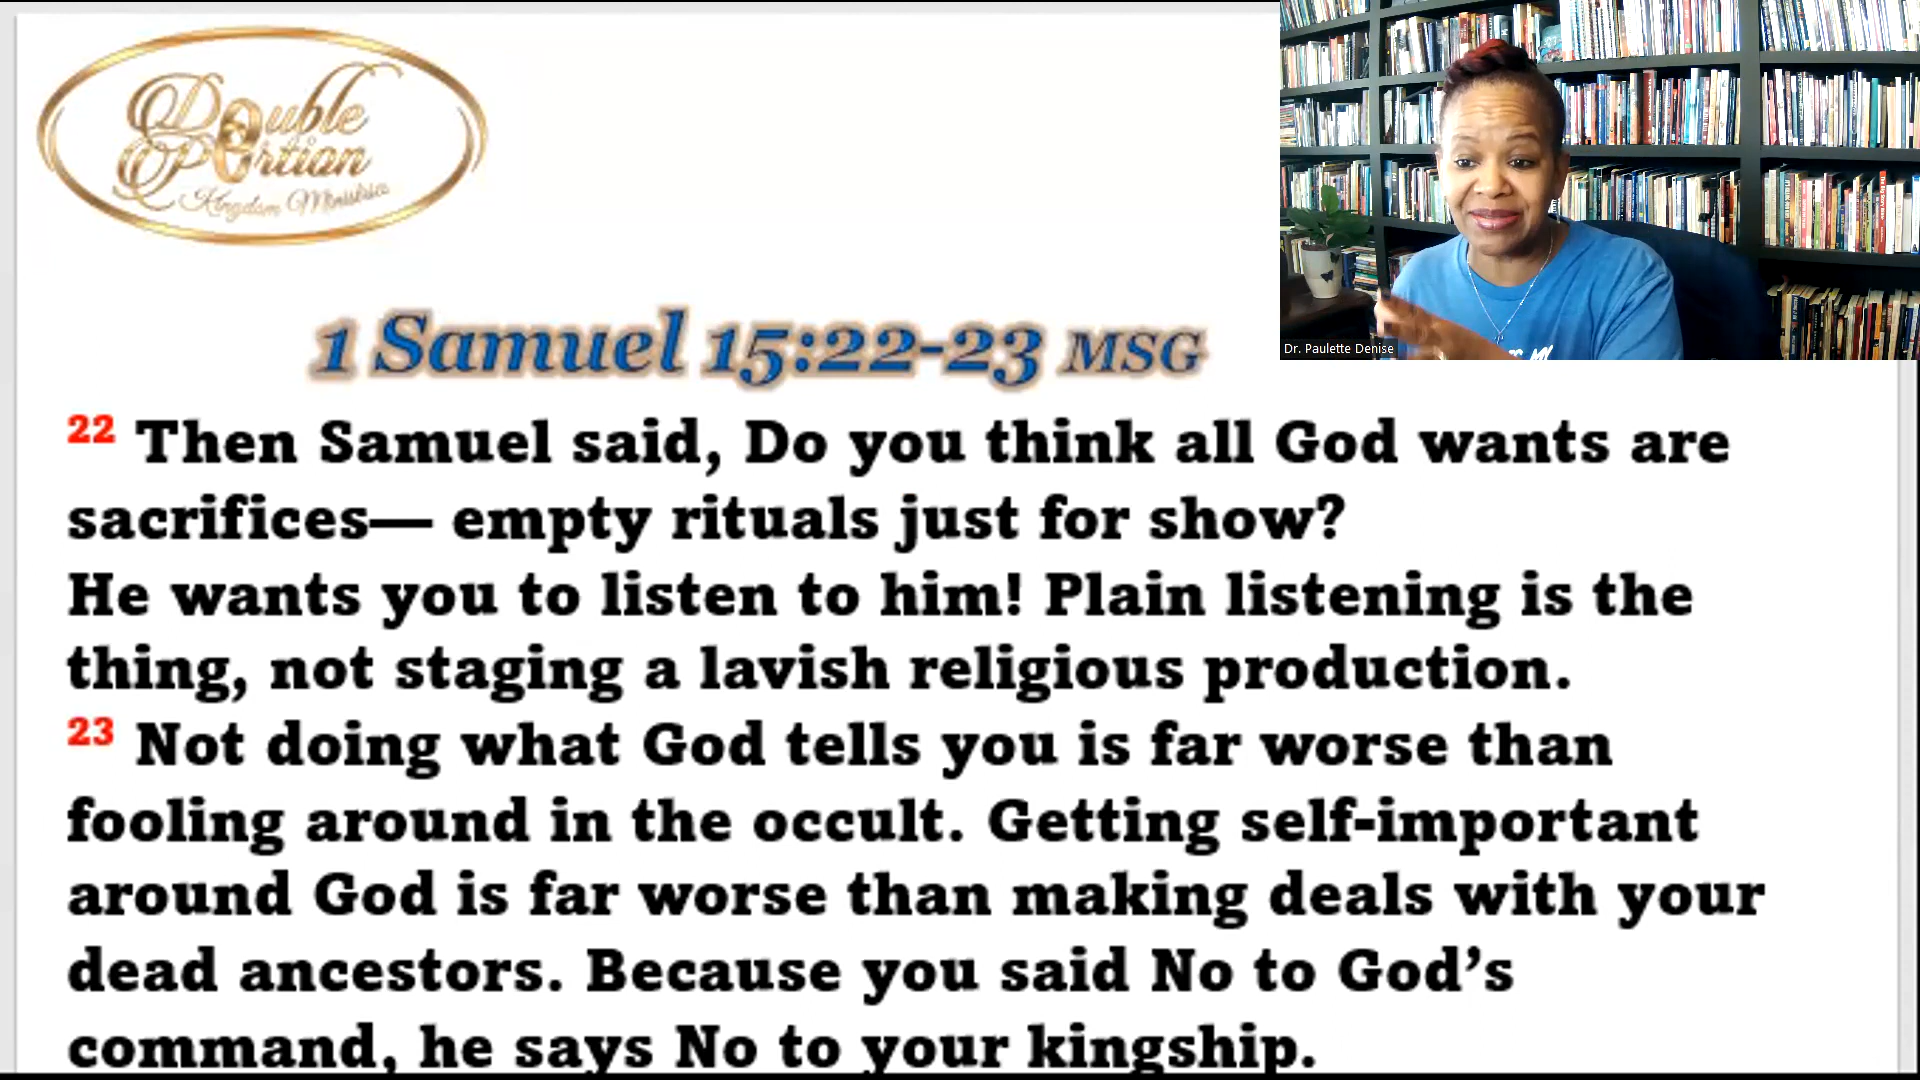 Double
Portion
Kingdom Ministries
Dr. Paulette Denise
1 Samuel 15:22-23 MSG
22 Then Samuel said, Do you think all God wants are
sacrifices— empty rituals just for show?
He wants you to listen to him! Plain listening is the
thing, not staging a lavish religious production.
23 Not doing what God tells you is far worse than
fooling around in the occult. Getting self-important
around God is far worse than making deals with your
dead ancestors. Because you said No to God’s
command, he says No to your kingship.